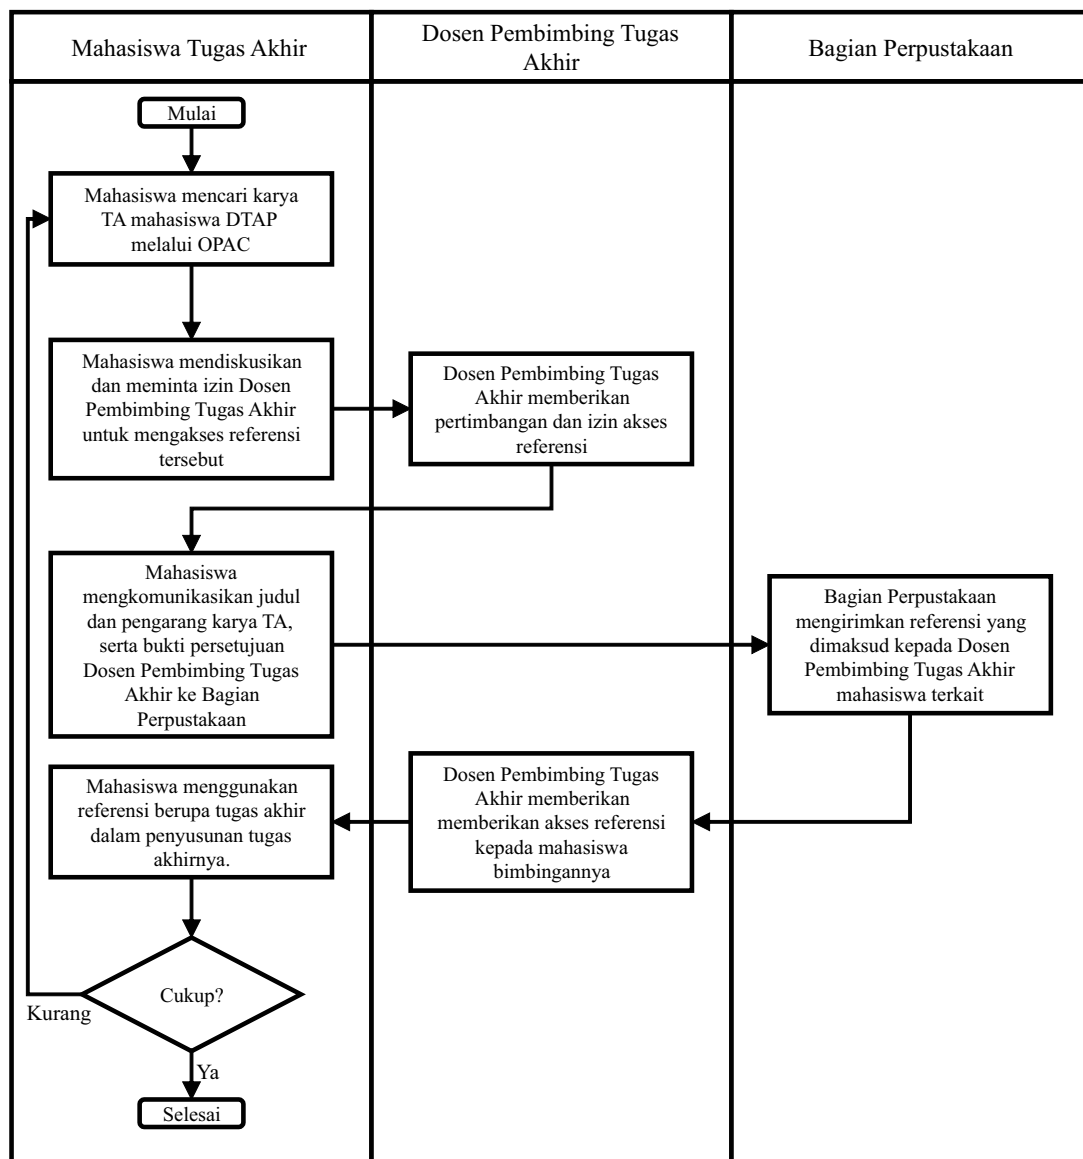 Mahasiswa Tugas Akhir
Dosen Pembimbing Tugas
Akhir
Bagian Perpustakaan
Mulai
Mahasiswa mencari karya
TA mahasiswa DTAP
melalui OPAC
Mahasiswa mendiskusikan
dan meminta izin Dosen
Pembimbing Tugas Akhir
untuk mengakses referensi
tersebut
Dosen Pembimbing Tugas
Akhir memberikan
pertimbangan dan izin akses
referensi
Mahasiswa
mengkomunikasikan judul
dan pengarang karya TA,
serta bukti persetujuan
Dosen Pembimbing Tugas
Akhir ke Bagian
Perpustakaan
Bagian Perpustakaan
mengirimkan referensi yang
dimaksud kepada Dosen
Pembimbing Tugas Akhir
mahasiswa terkait
Dosen Pembimbing Tugas
Akhir memberikan
memberikan akses referensi
kepada mahasiswa
bimbingannya
Mahasiswa menggunakan
referensi berupa tugas akhir
dalam penyusunan tugas
akhirnya.
Cukup?
Kurang
Ya
Selesai